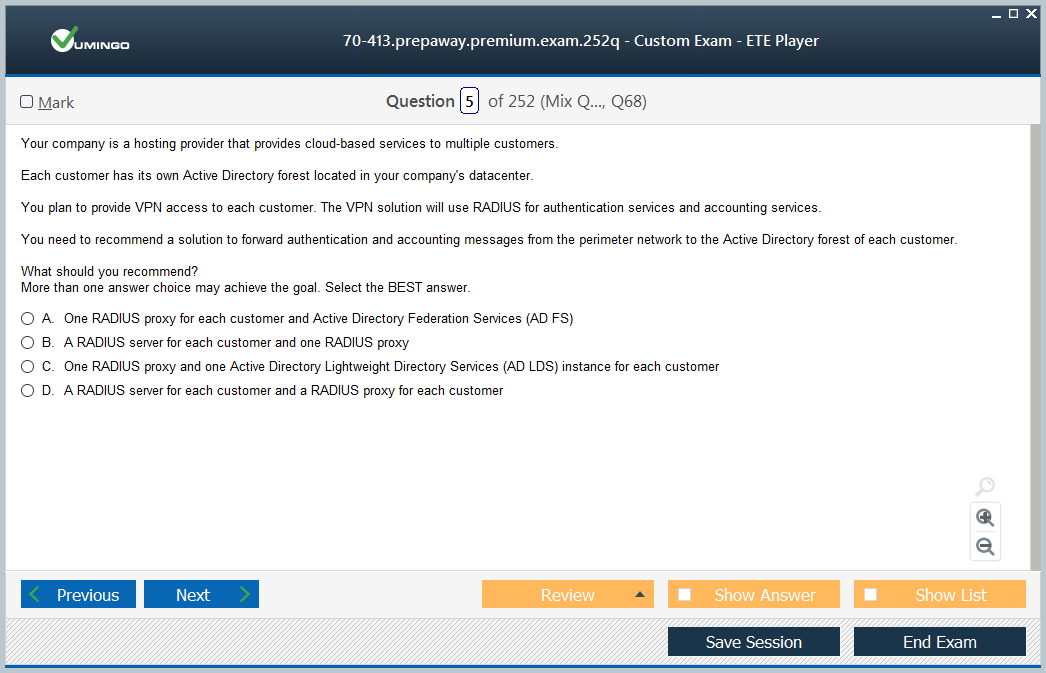 VUMINGO
70-413.prepaway.premium.exam.252q - Custom Exam - ETE Player
Mark
Question 5 of 252 (Mix Q..., Q68)
Your company is a hosting provider that provides cloud-based services to multiple customers.
Each customer has its own Active Directory forest located in your company's datacenter.
You plan to provide VPN access to each customer. The VPN solution will use RADIUS for authentication services and accounting services.
You need to recommend a solution to forward authentication and accounting messages from the perimeter network to the Active Directory forest of each customer.
What should you recommend?
More than one answer choice may achieve the goal. Select the BEST answer.
A. One RADIUS proxy for each customer and Active Directory Federation Services (AD FS)
B. A RADIUS server for each customer and one RADIUS proxy
C. One RADIUS proxy and one Active Directory Lightweight Directory Services (AD LDS) instance for each customer
D. A RADIUS server for each customer and a RADIUS proxy for each customer
Previous Next Review Show Answer Show List
Save Session End Exam